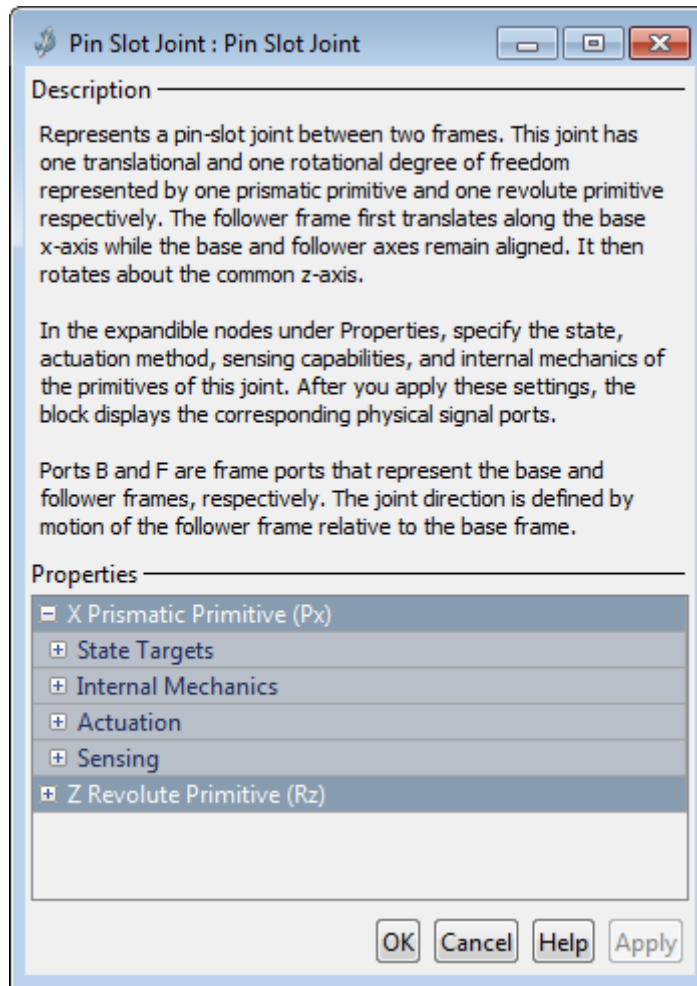 Pin Slot Joint : Pin Slot Joint
Description
Represents a pin-slot joint between two frames. This joint has
one translational and one rotational degree of freedom
represented by one prismatic primitive and one revolute primitive
respectively. The follower frame first translates along the base
x-axis while the base and follower axes remain aligned. It then
rotates about the common z-axis.
In the expandible nodes under Properties, specify the state,
actuation method, sensing capabilities, and internal mechanics of
the primitives of this joint. After you apply these settings, the
block displays the corresponding physical signal ports.
Ports B and F are frame ports that represent the base and
follower frames, respectively. The joint direction is defined by
motion of the follower frame relative to the base frame.
Properties
X Prismatic Primitive (Px)
State Targets
Internal Mechanics
Actuation
Sensing
Z Revolute Primitive (Rz)
OK Cancel Help Apply